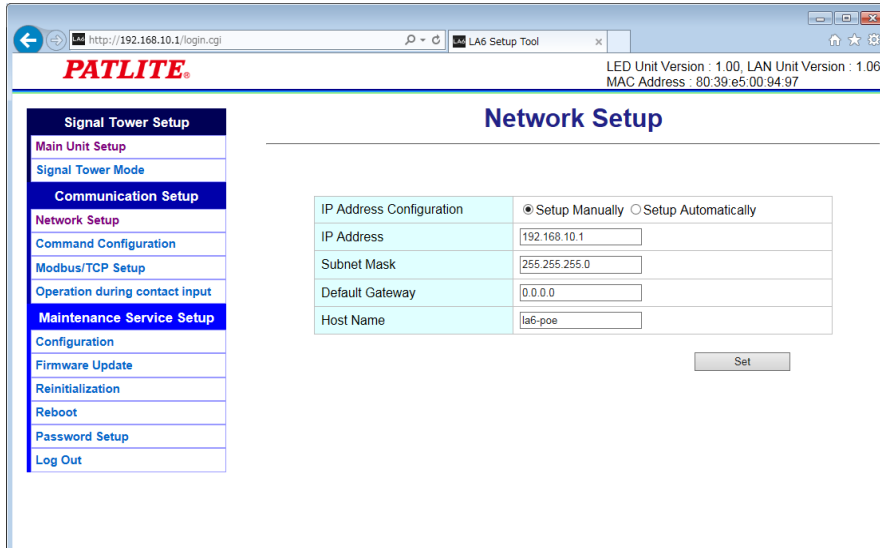 http://192.168.10.1/login.cgi
LA6 Setup Tool
PATLITE®
LED Unit Version : 1.00, LAN Unit Version : 1.06
MAC Address : 80:39:e5:00:94:97
Signal Tower Setup
Main Unit Setup
Signal Tower Mode
Communication Setup
Network Setup
Command Configuration
Modbus/TCP Setup
Operation during contact input
Maintenance Service Setup
Configuration
Firmware Update
Reinitialization
Reboot
Password Setup
Log Out
Network Setup
IP Address Configuration Setup Manually Setup Automatically
IP Address 192.168.10.1
Subnet Mask 255.255.255.0
Default Gateway 0.0.0.0
Host Name la6-poe
Set